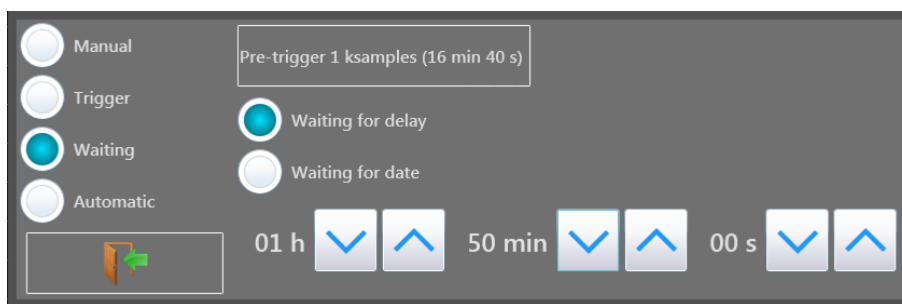 Manual
Trigger
Waiting
Automatic
Pre-trigger 1 ksamples (16 min 40 s)
Waiting for delay
Waiting for date
01 h
50 min
00 s